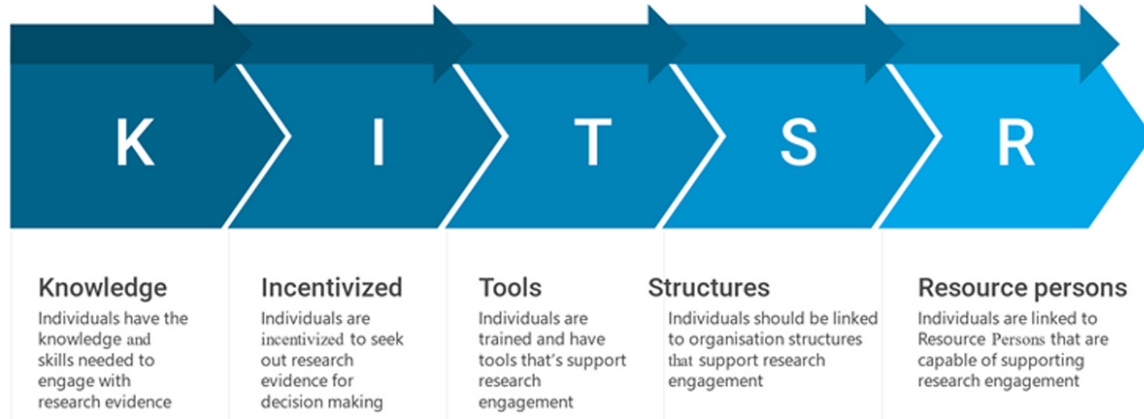 K
I
T
S
R
Knowledge
Individuals have the
knowledge and
skills needed to
engage with
research evidence
Incentivized
Individuals are
incentivized to seek
out research
evidence for
decision making
Tools
Individuals are
trained and have
tools that's support
research
engagement
Structures
Individuals should be linked
to organisation structures
that support research
engagement
Resource persons
Individuals are linked to
Resource Persons that are
capable of supporting
research engagement